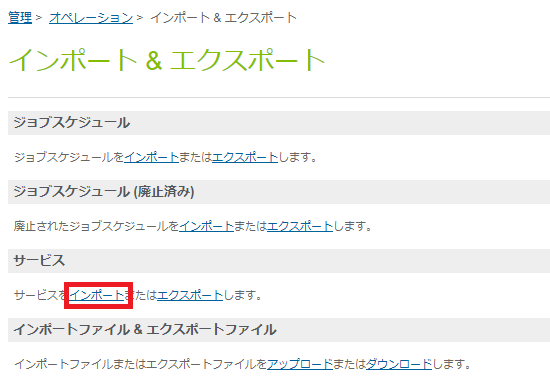 管理 > オペレーション > インポート & エクスポート
インポート & エクスポート
ジョブスケジュール
ジョブスケジュールをインポートまたはエクスポートします。
ジョブスケジュール (廃止済み)
廃止されたジョブスケジュールをインポートまたはエクスポートします。
サービス
サービスをインポートまたはエクスポートします。
インポートファイル & エクスポートファイル
インポートファイルまたはエクスポートファイルをアップロードまたはダウンロードします。